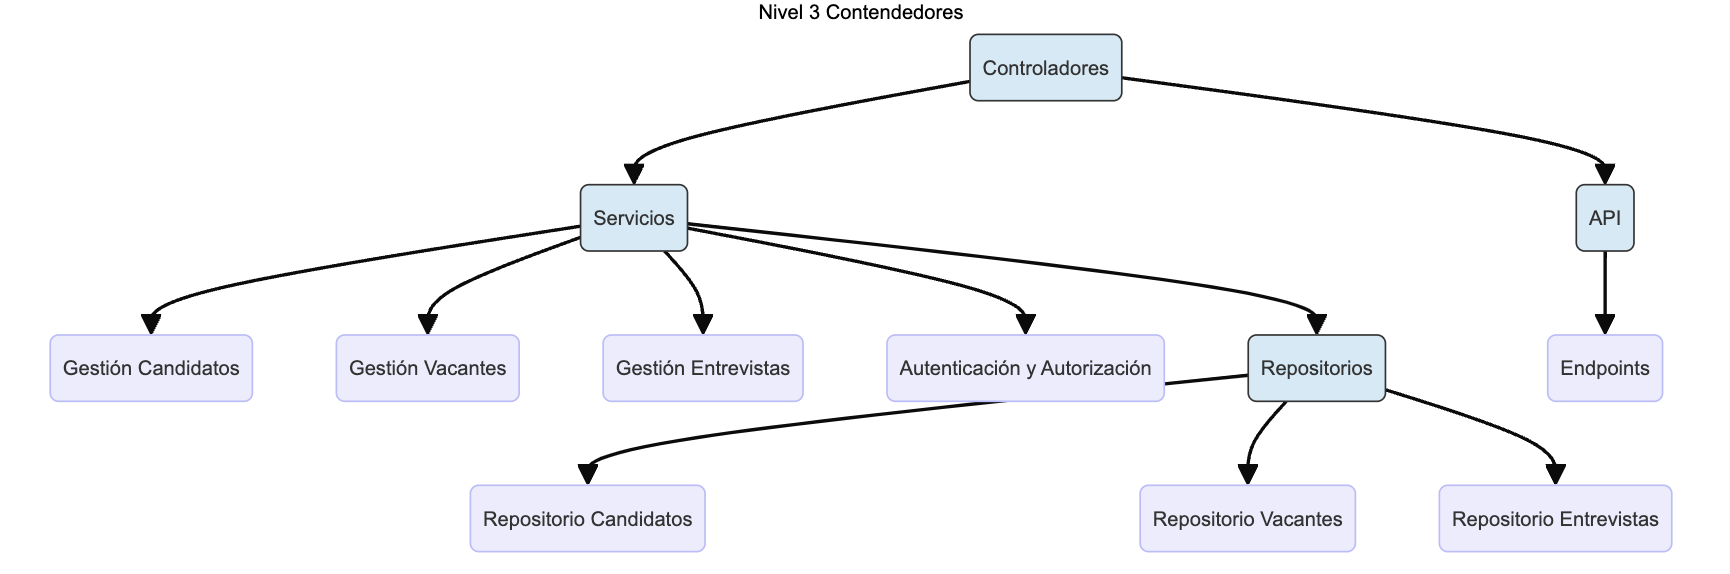 Nivel 3 Contendedores
Controladores
Servicios
API
Gestión Candidatos
Gestión Vacantes
Gestión Entrevistas
Autenticación y Autorización
Repositorios
Endpoints
Repositorio Candidatos
Repositorio Vacantes
Repositorio Entrevistas